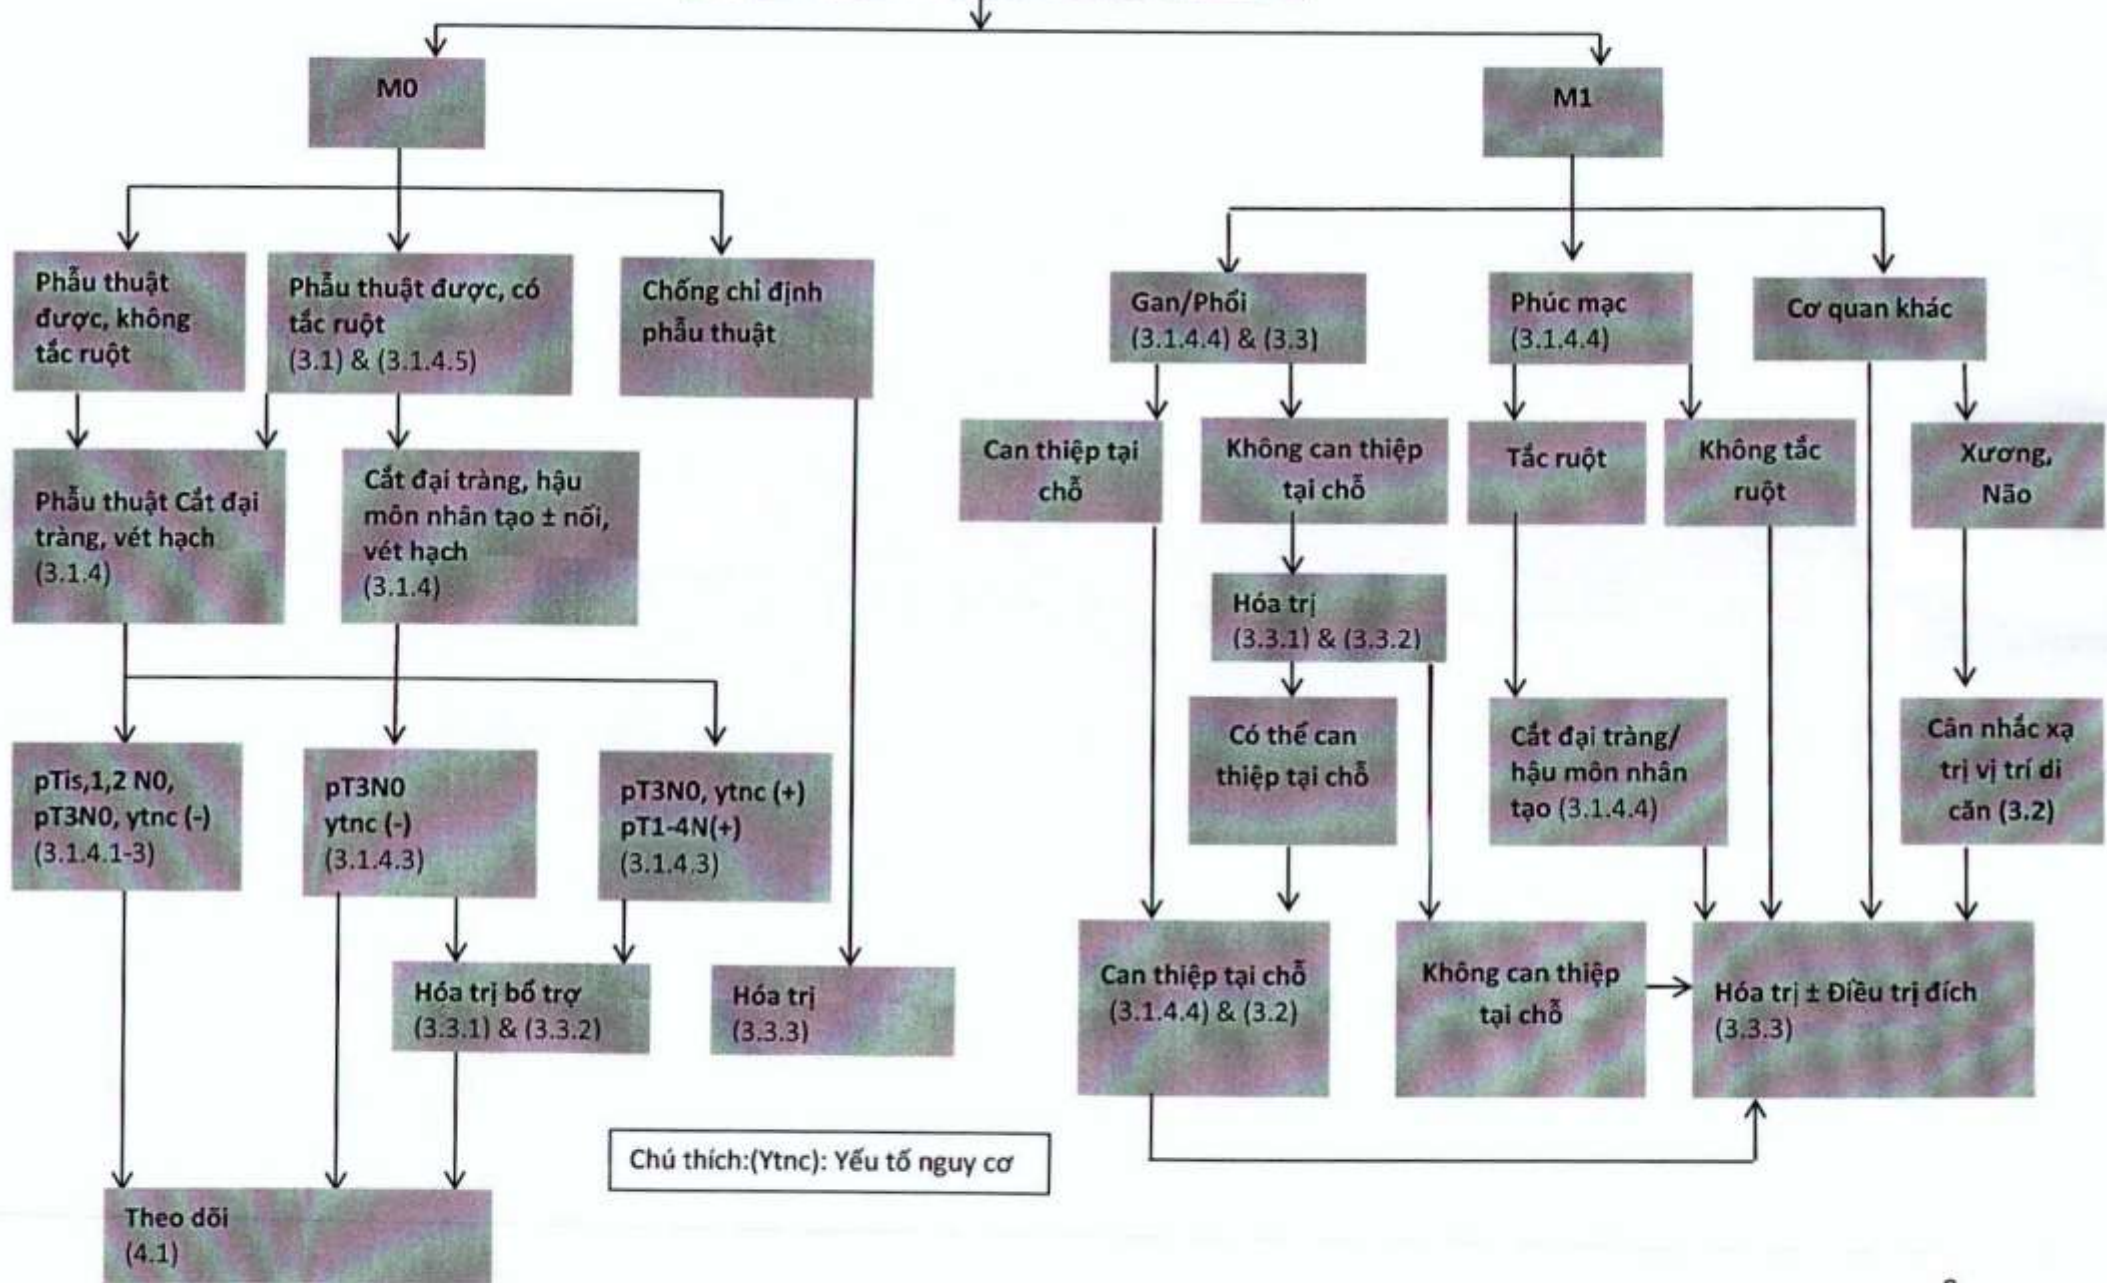 M0
M1
Phẫu thuật
được, không
tắc ruột
Phẫu thuật được, có
tắc ruột
(3.1) & (3.1.4.5)
Chống chỉ định
phẫu thuật
Gan/Phổi
(3.1.4.4) & (3.3)
Phúc mạc
(3.1.4.4)
Cơ quan khác
Phẫu thuật Cắt đại
tràng, vét hạch
(3.1.4)
Cắt đại tràng, hậu
môn nhân tạo ± nối,
vét hạch
(3.1.4)
Can thiệp tại
chỗ
Không can thiệp
tại chỗ
Tắc ruột
Không tắc
ruột
Xương,
Não
Hóa trị
(3.3.1) & (3.3.2)
pTis,1,2 N0,
pT3N0, ytnc (-)
(3.1.4.1-3)
pT3N0
ytnc (-)
(3.1.4.3)
pT3N0, ytnc (+)
pT1-4N(+)
(3.1.4.3)
Có thể can
thiệp tại chỗ
Cắt đại tràng/
hậu môn nhân
tạo (3.1.4.4)
Cân nhắc xạ
trị vị trí di
căn (3.2)
Hóa trị bổ trợ
(3.3.1) & (3.3.2)
Hóa trị
(3.3.3)
Can thiệp tại chỗ
(3.1.4.4) & (3.2)
Không can thiệp
tại chỗ
Hóa trị ± Điều trị đích
(3.3.3)
Chú thích:(Ytnc): Yếu tố nguy cơ
Theo dõi
(4.1)